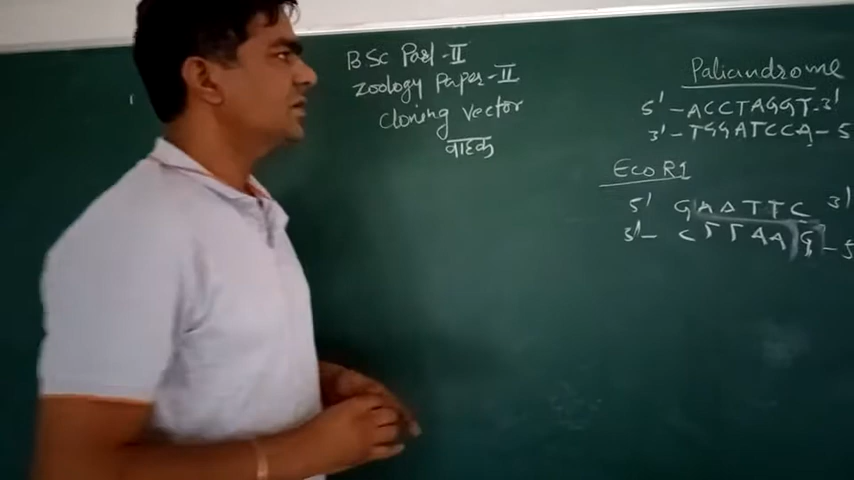 BSc Part-II
Zoology Paper-II
cloning vector
वाहक
Paliandrome
5'-ACCTAGGT-3'
3'-TGGATCCA-5
Eco R1
5' GAATTC 3'
3'- CTTAAG-5